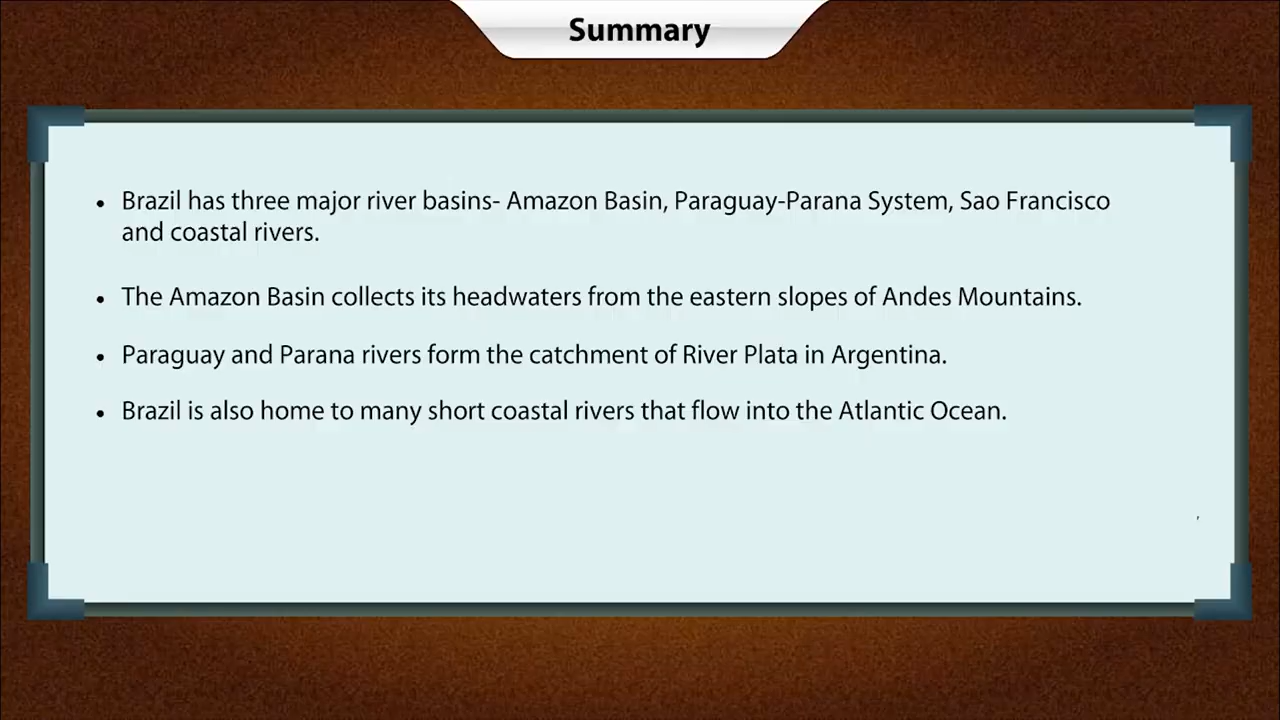 Summary
• Brazil has three major river basins- Amazon Basin, Paraguay-Parana System, Sao Francisco
and coastal rivers.
• The Amazon Basin collects its headwaters from the eastern slopes of Andes Mountains.
• Paraguay and Parana rivers form the catchment of River Plata in Argentina.
• Brazil is also home to many short coastal rivers that flow into the Atlantic Ocean.